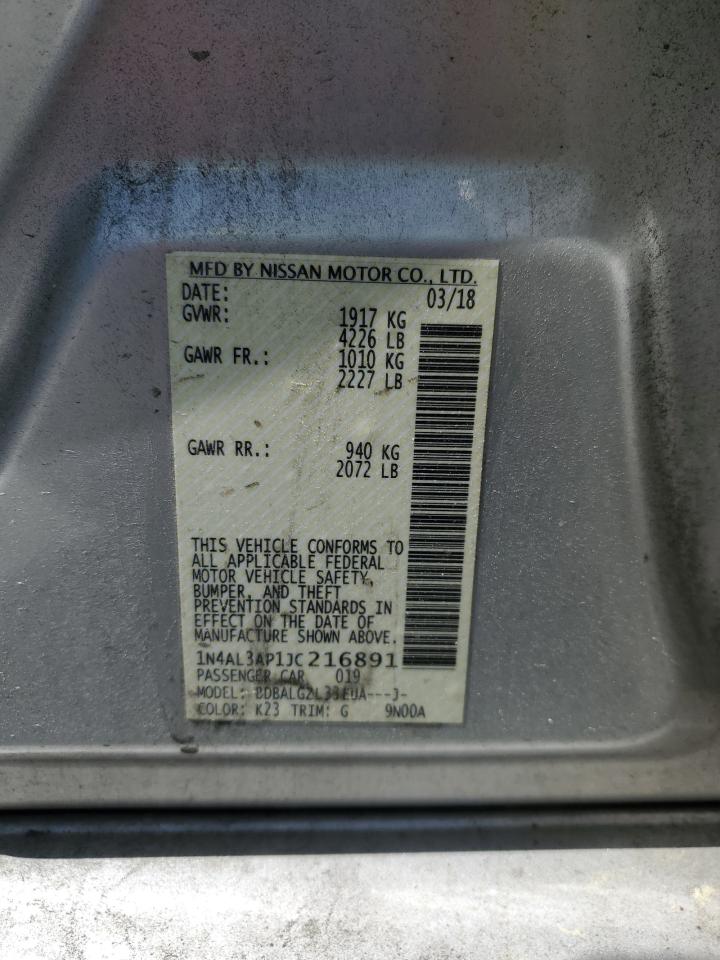 MFD BY NISSAN MOTOR CO., LTD.
DATE: 03/18
GVWR: 1917 KG
4226 LB
GAWR FR.: 1010 KG
2227 LB
GAWR RR.: 940 KG
2072 LB
THIS VEHICLE CONFORMS TO
ALL APPLICABLE FEDERAL
MOTOR VEHICLE SAFETY,
BUMPER, AND THEFT
PREVENTION STANDARDS IN
EFFECT ON THE DATE OF
MANUFACTURE SHOWN ABOVE.
1N4AL3AP1JC216891
PASSENGER CAR 019
MODEL:
COLOR: K23 TRIM: G 9N00A